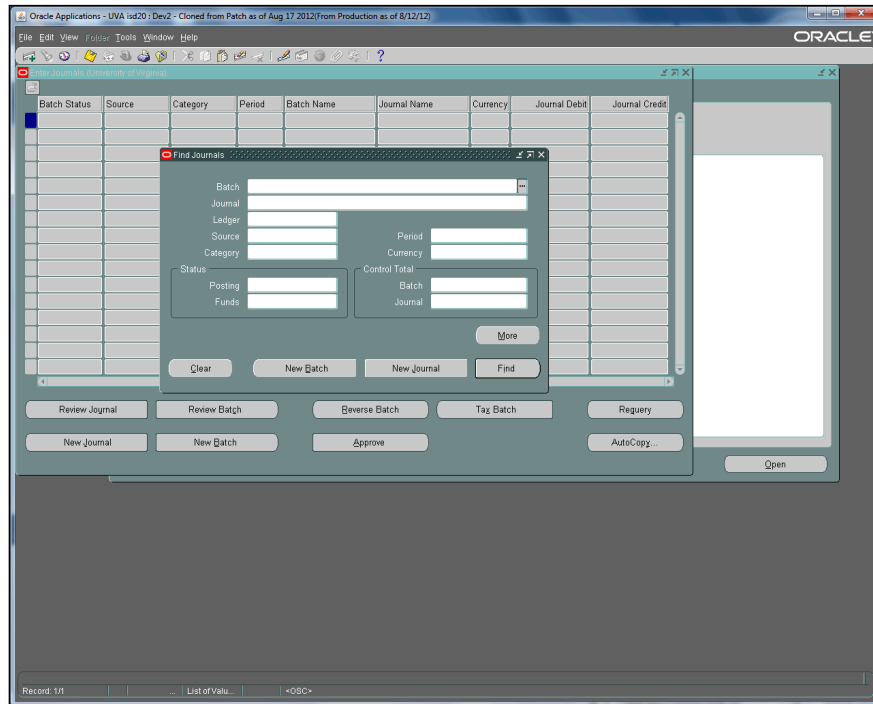 Oracle Applications - UVA isd20 : Dev2 - Cloned from Patch as of Aug 17 2012(From Production as of 8/12/12)
File Edit View Folder Tools Window Help
ORACLE
Enter Journals (University of Virginia)
Batch Status Source Category Period Batch Name Journal Name Currency Journal Debit Journal Credit
Find Journals
Batch
Journal
Ledger
Source Period
Category Currency
Status Control Total
Posting Batch
Funds Journal
More
Clear New Batch New Journal Find
Review Journal Review Batch Reverse Batch Tax Batch Requery
New Journal New Batch Approve AutoCopy...
Open
Record: 1/1 ... List of Valu... <OSC>